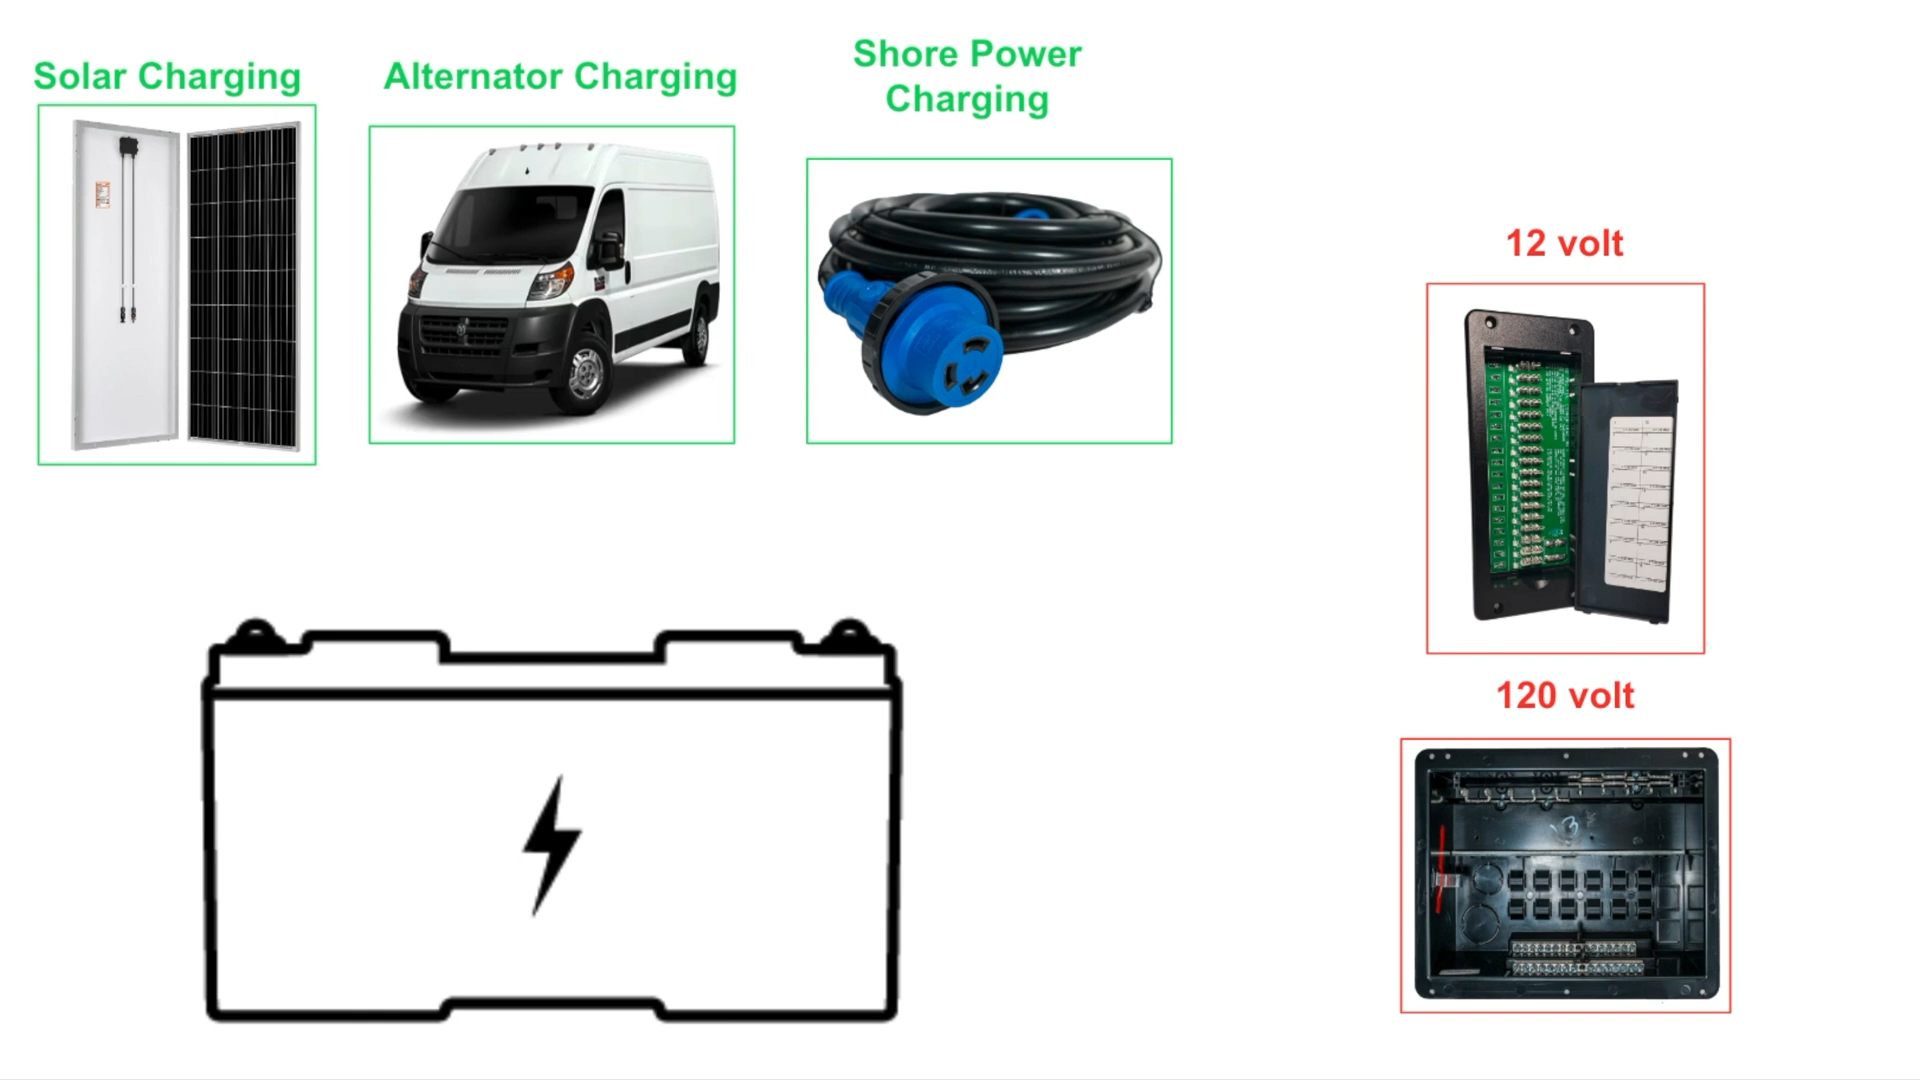 Solar Charging
Alternator Charging
Shore Power
Charging
12 volt
120 volt